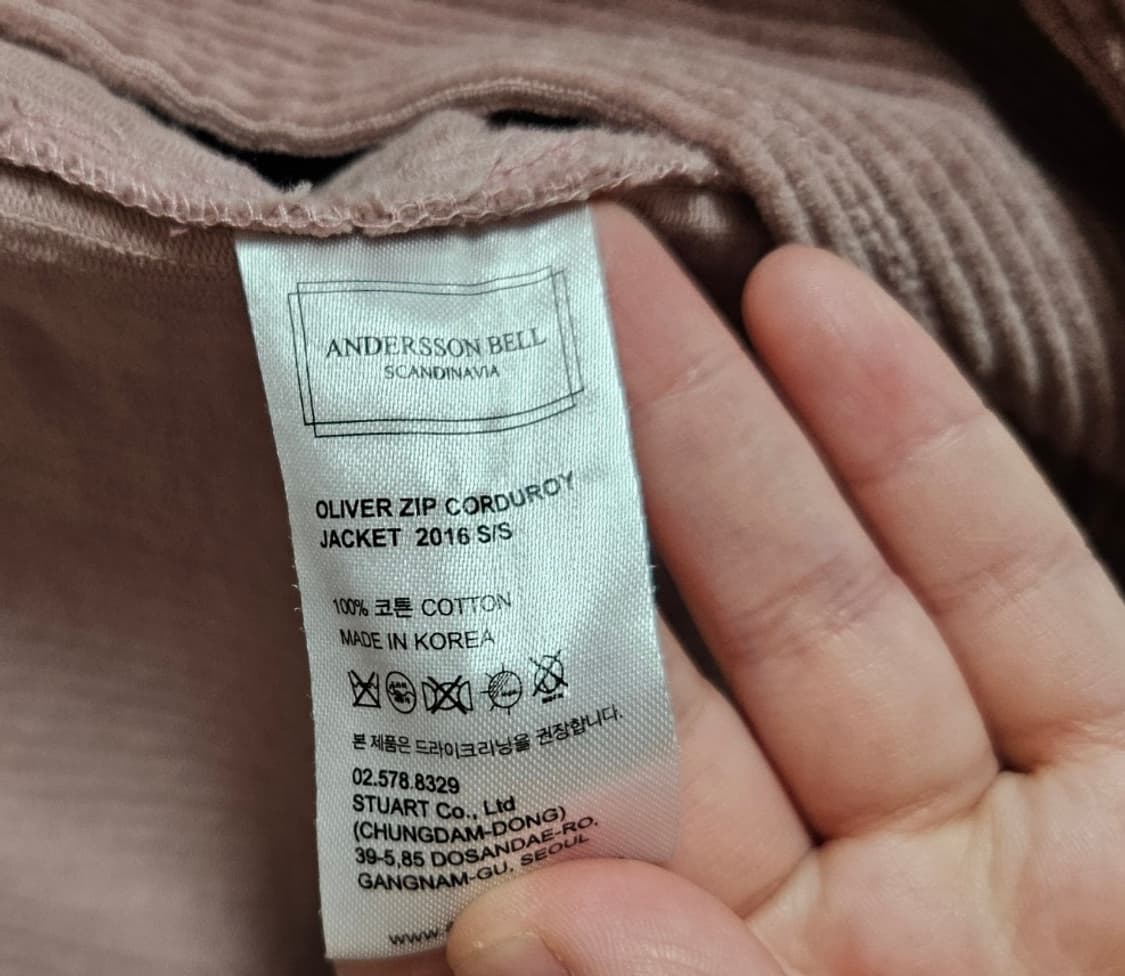 ANDERSSON BELL
SCANDINAVIA
OLIVER ZIP CORDUROY
JACKET 2016 S/S
100% 코튼 COTTON
MADE IN KOREA
본 제품은 드라이크리닝을 권장합니다.
02.578.8329
STUART Co., Ltd
(CHUNGDAM-DONG)
39-5,85 DOSANDAE-RO.
GANGNAM-GU, SEOUL
www.